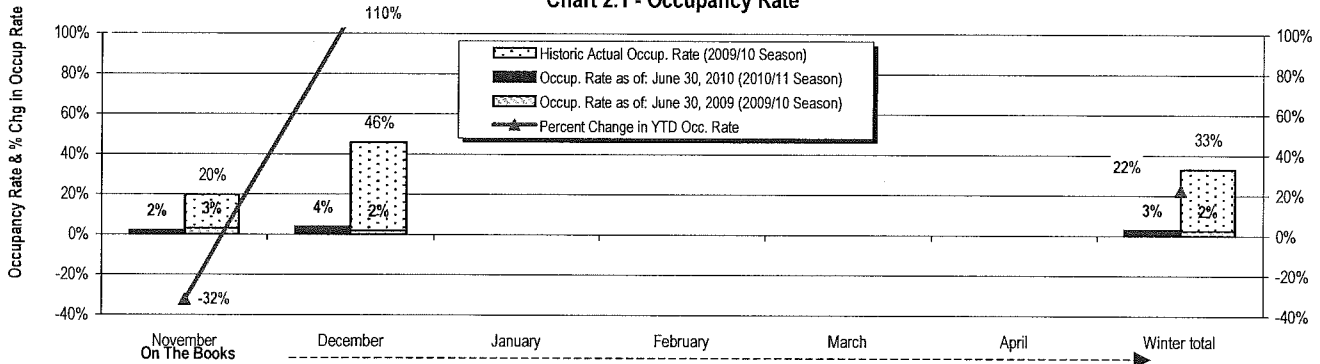 Chart 2.1 - Occupancy Rate
Occupancy Rate & % Chg in Occup Rate
110%
100%
80%
60%
40%
20%
0%
-20%
-40%
100%
80%
60%
40%
20%
0%
-20%
-40%
Historic Actual Occup. Rate (2009/10 Season)
Occup. Rate as of: June 30, 2010 (2010/11 Season)
Occup. Rate as of: June 30, 2009 (2009/10 Season)
Percent Change in YTD Occ. Rate
2%
20%
3%
-32%
4%
46%
2%
22%
33%
3%
2%
November
December
January
February
March
April
Winter total
On The Books